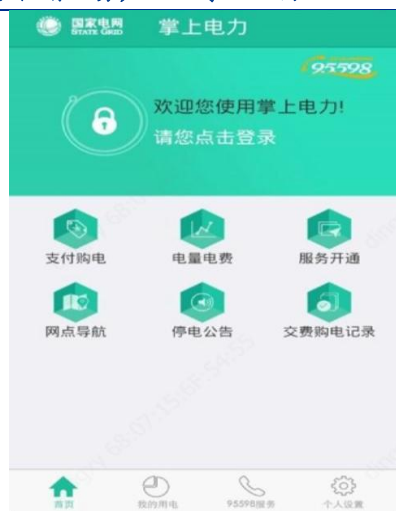 国家电网
STATE GRID
掌上电力
95598
欢迎您使用掌上电力!
请您点击登录
支付购电
电量电费
服务开通
网点导航
停电公告
交费购电记录
首页
我的用电
95598服务
个人设置